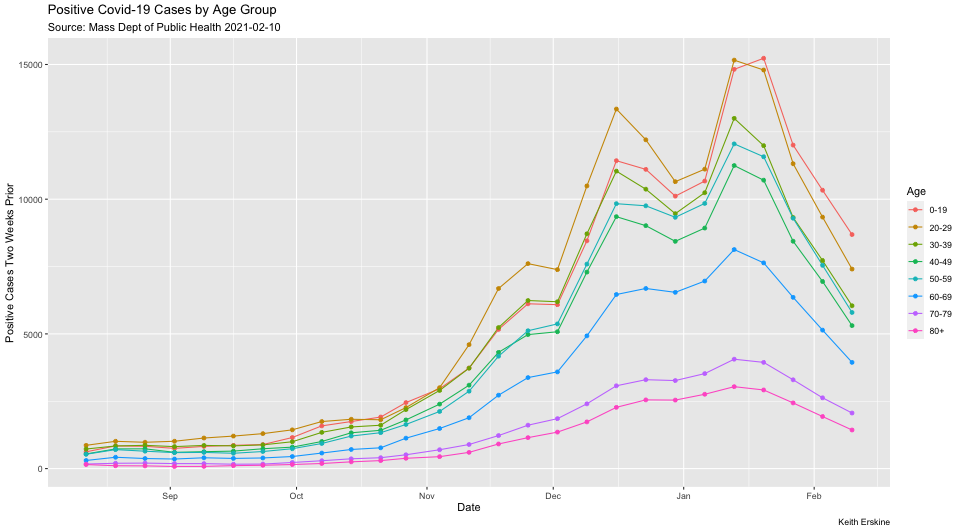 Positive Covid-19 Cases by Age Group
Source: Mass Dept of Public Health 2021-02-10
Positive Cases Two Weeks Prior
15000
10000
5000
0
Sep
Oct
Nov
Dec
Jan
Feb
Date
Age
0-19
20-29
30-39
40-49
50-59
60-69
70-79
80+
Keith Erskine